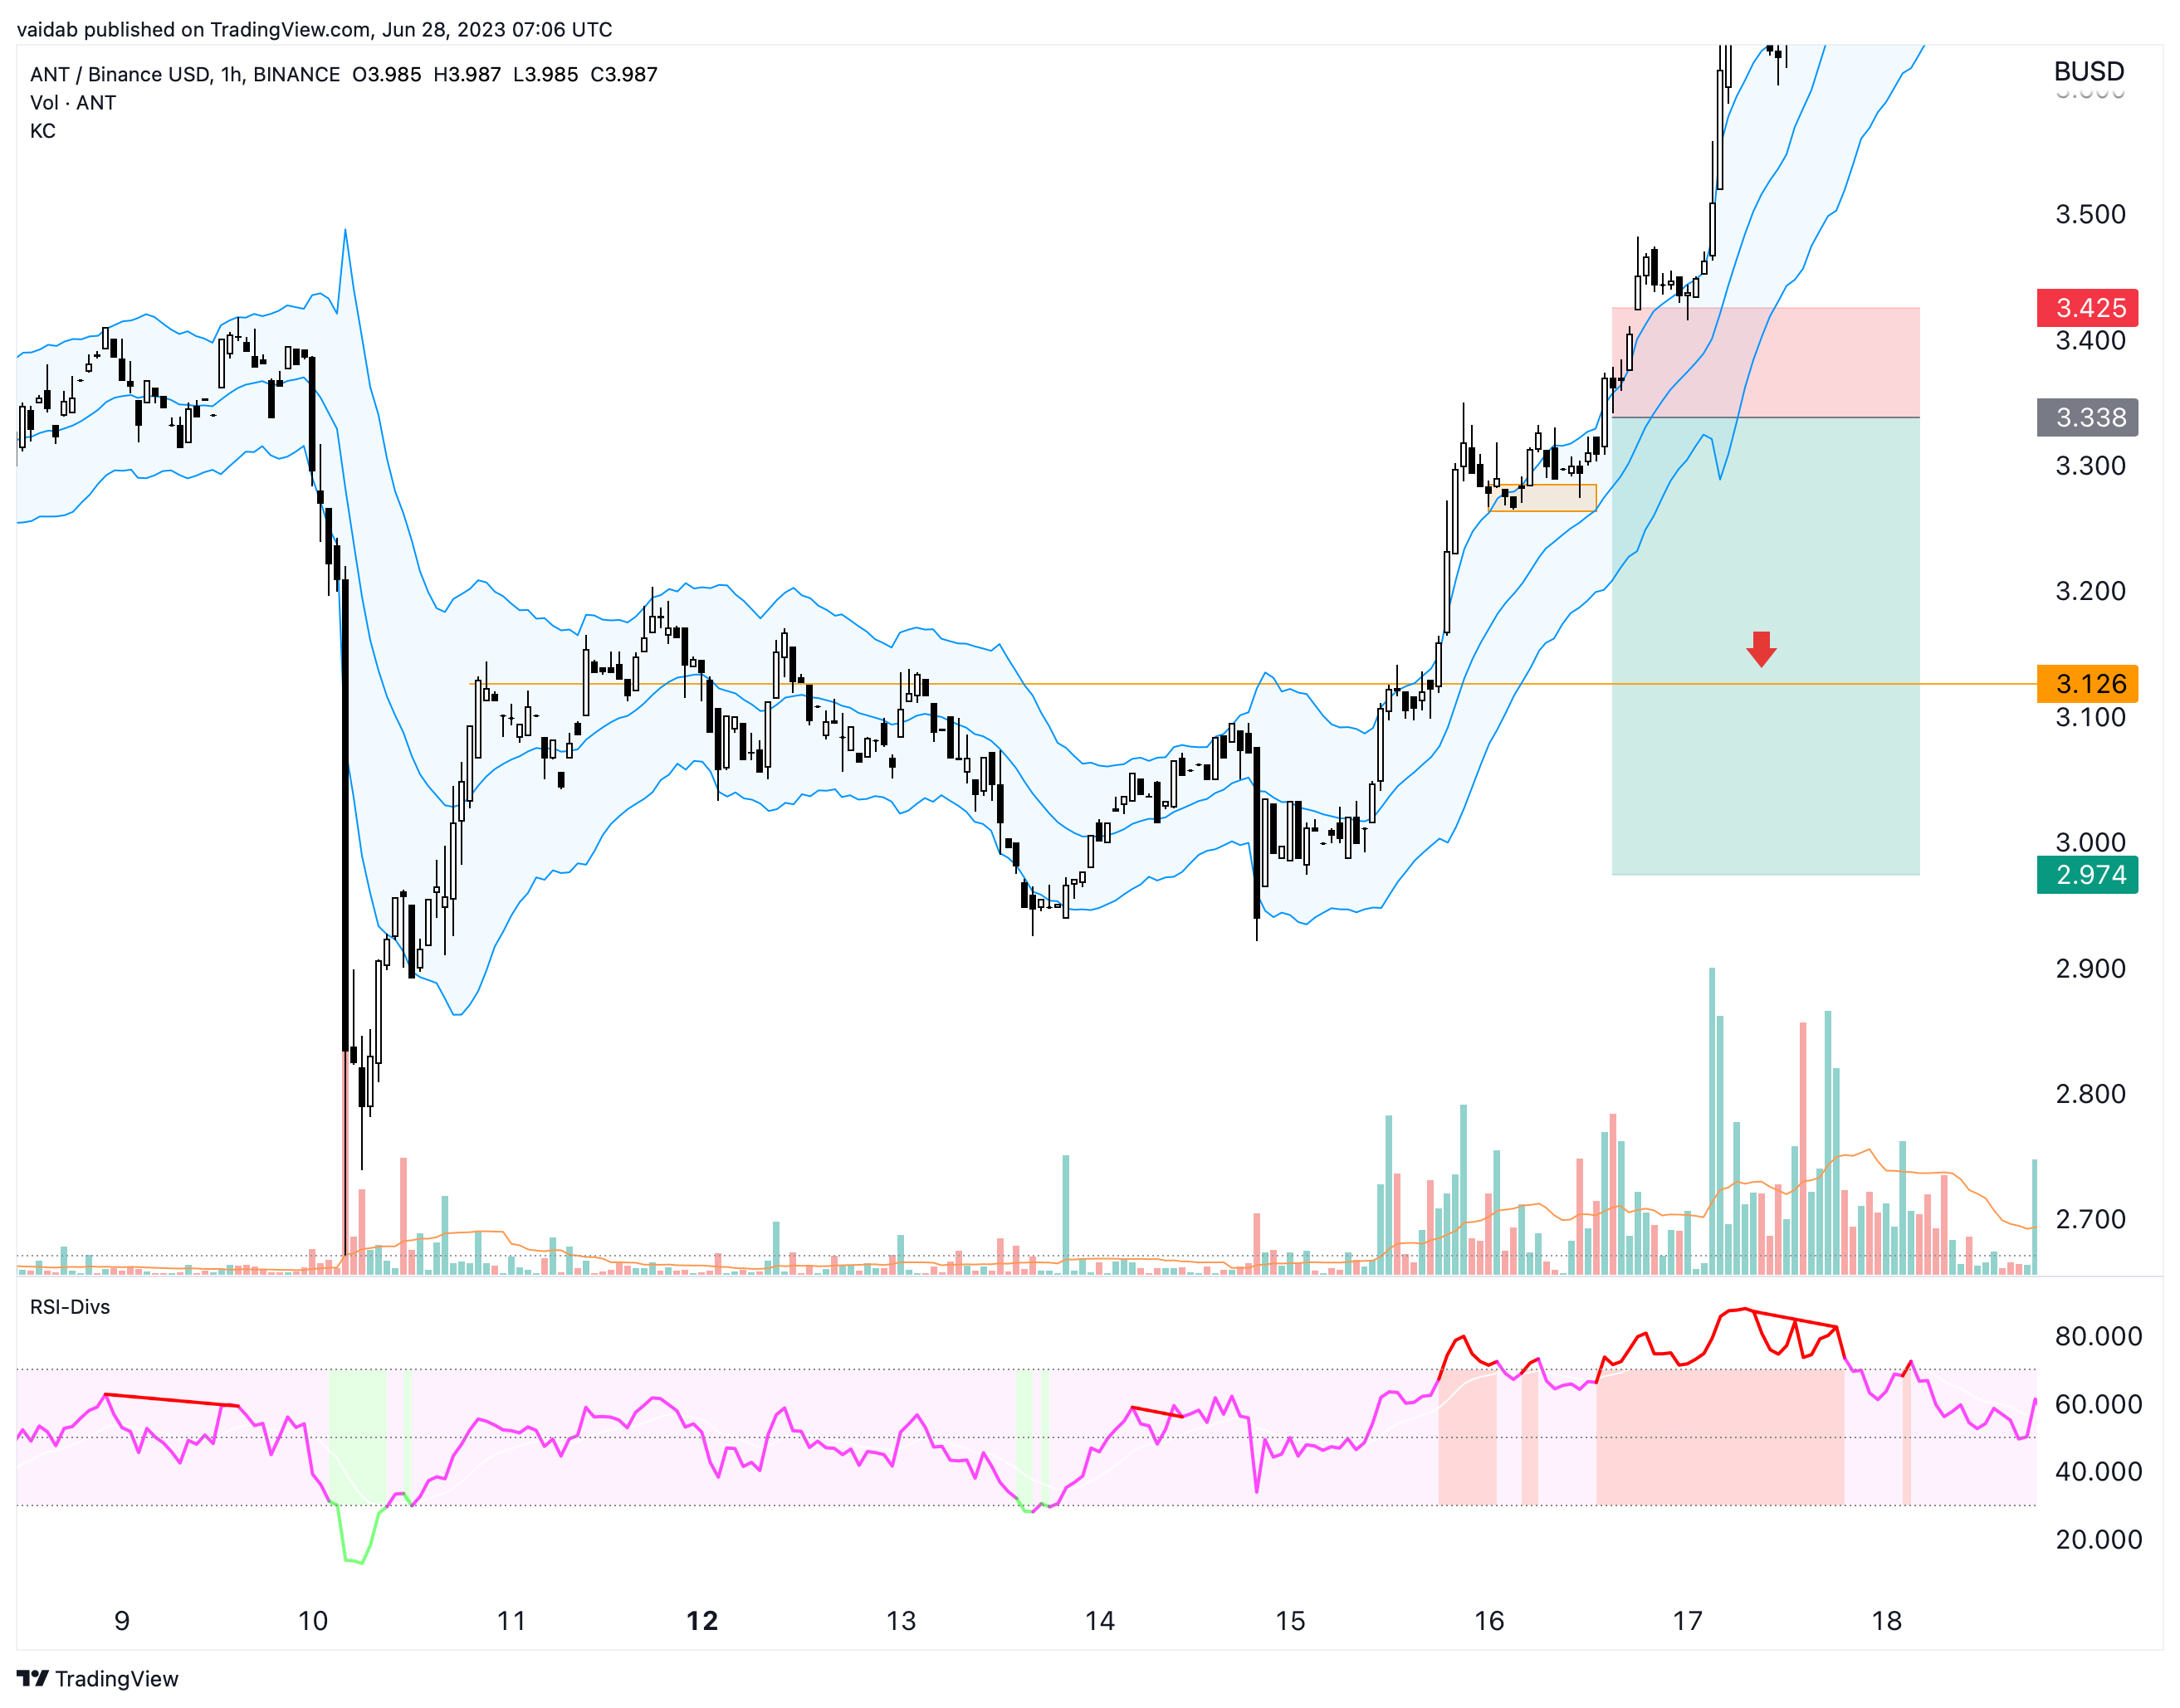 vaidab published on TradingView.com, Jun 28, 2023 07:06 UTC
ANT / Binance USD, 1h, BINANCE O3.985 H3.987 L3.985 C3.987
Vol · ANT
KC
BUSD
3.500
3.425
3.400
3.338
3.300
3.200
3.126
3.100
3.000
2.974
2.900
2.800
2.700
RSI-Divs
80.000
60.000
40.000
20.000
9 10 11 12 13 14 15 16 17 18
TradingView